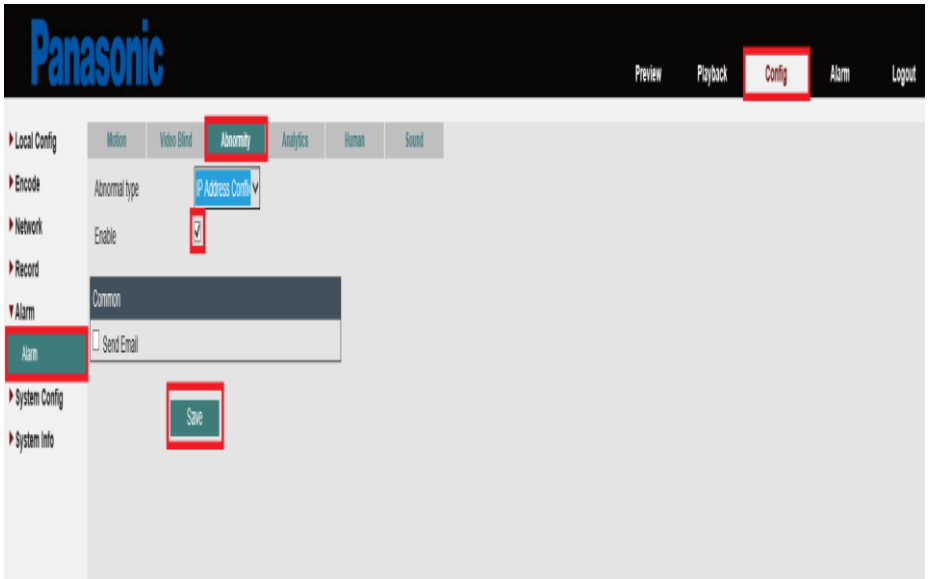 Panasonic
Preview Playback Config Alarm Logout
Local Config
Encode
Network
Record
Alarm
Alarm
System Config
System Info
Motion Video Blind Abnormity Analytics Human Sound
Abnormal type IP Address Confli
Enable
Common
Send Email
Save